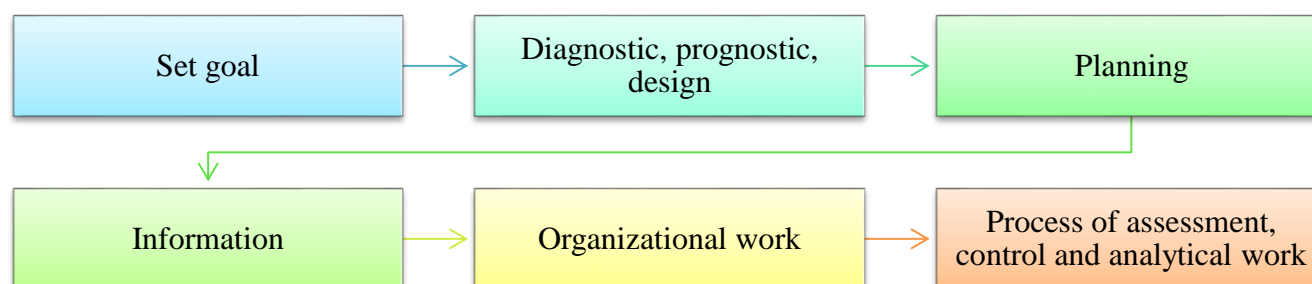 Set goal
Diagnostic, prognostic,
design
Planning
Information
Organizational work
Process of assessment,
control and analytical work